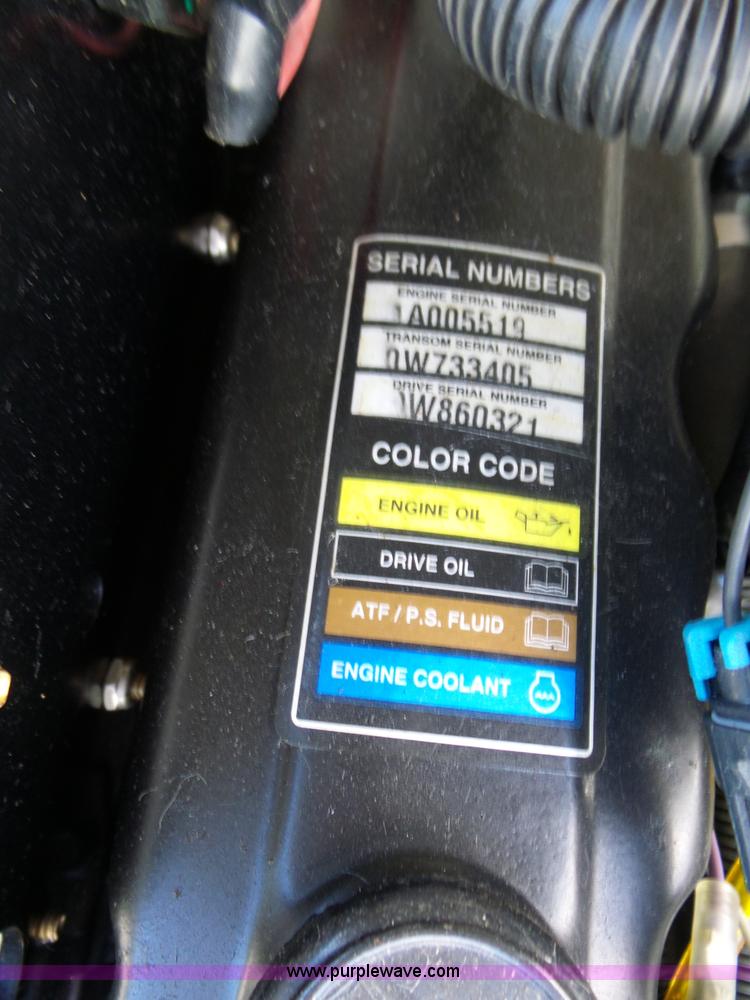 SERIAL NUMBERS
ENGINE SERIAL NUMBER
1A005519
TRANSOM SERIAL NUMBER
0W733405
DRIVE SERIAL NUMBER
0W860321
COLOR CODE
ENGINE OIL
DRIVE OIL
ATF / P.S. FLUID
ENGINE COOLANT
www.purplewave.com